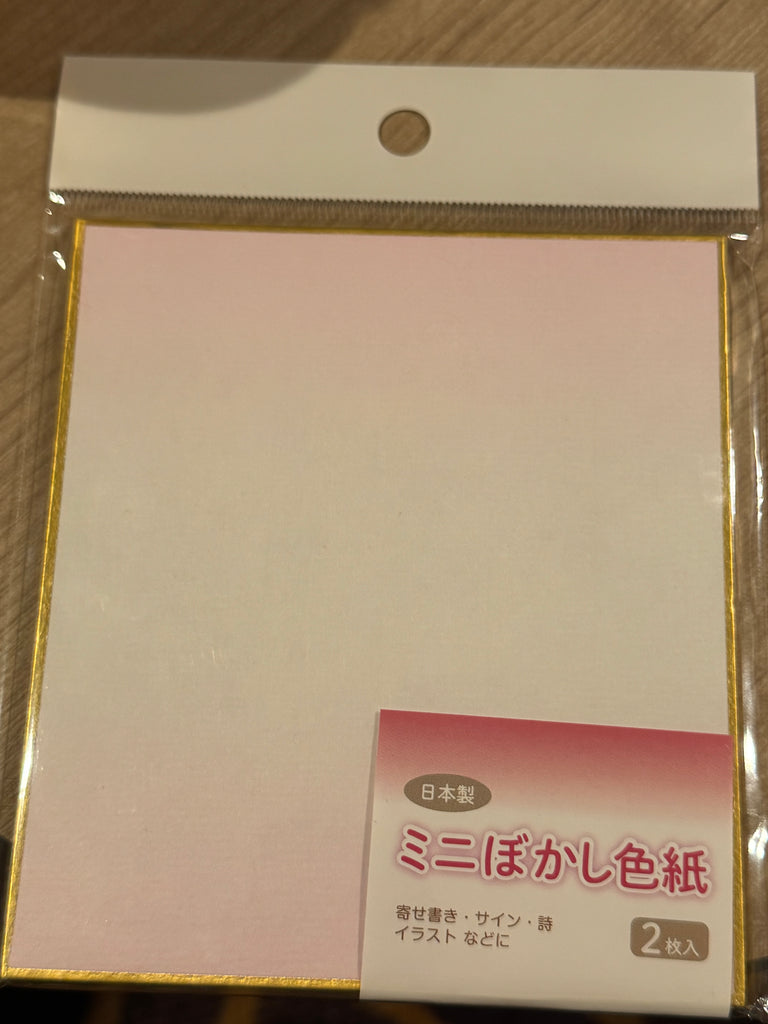 日本製
ミニぼかし色紙
寄せ書き・サイン・詩
イラスト などに
2枚入